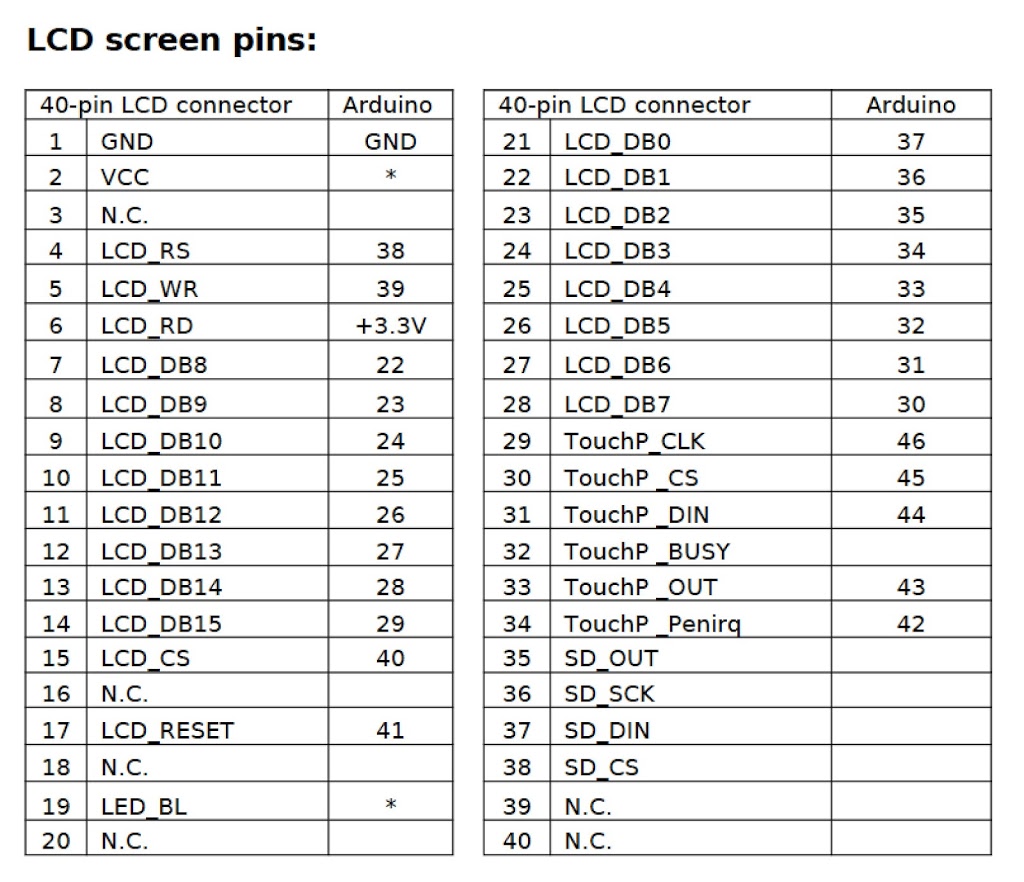 LCD screen pins:
40-pin LCD connector Arduino
1 GND GND
2 VCC *
3 N.C.
4 LCD_RS 38
5 LCD_WR 39
6 LCD_RD +3.3V
7 LCD_DB8 22
8 LCD_DB9 23
9 LCD_DB10 24
10 LCD_DB11 25
11 LCD_DB12 26
12 LCD_DB13 27
13 LCD_DB14 28
14 LCD_DB15 29
15 LCD_CS 40
16 N.C.
17 LCD_RESET 41
18 N.C.
19 LED_BL *
20 N.C.
40-pin LCD connector Arduino
21 LCD_DB0 37
22 LCD_DB1 36
23 LCD_DB2 35
24 LCD_DB3 34
25 LCD_DB4 33
26 LCD_DB5 32
27 LCD_DB6 31
28 LCD_DB7 30
29 TouchP_CLK 46
30 TouchP _CS 45
31 TouchP _DIN 44
32 TouchP _BUSY
33 TouchP _OUT 43
34 TouchP _Penirq 42
35 SD_OUT
36 SD_SCK
37 SD_DIN
38 SD_CS
39 N.C.
40 N.C.